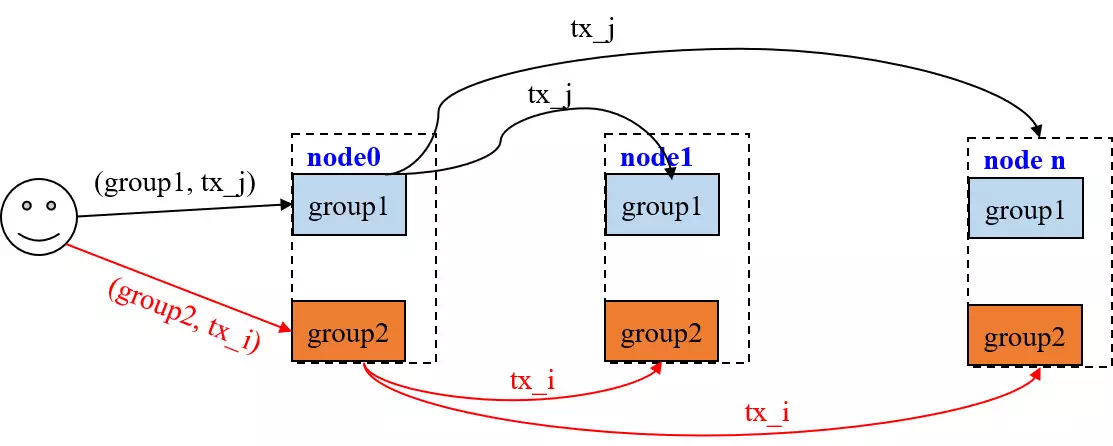 tx_j
tx_j
node0
node1
node n
(group1, tx_j)
group1
group1
group1
(group2, tx_i)
group2
group2
group2
tx_i
tx_i